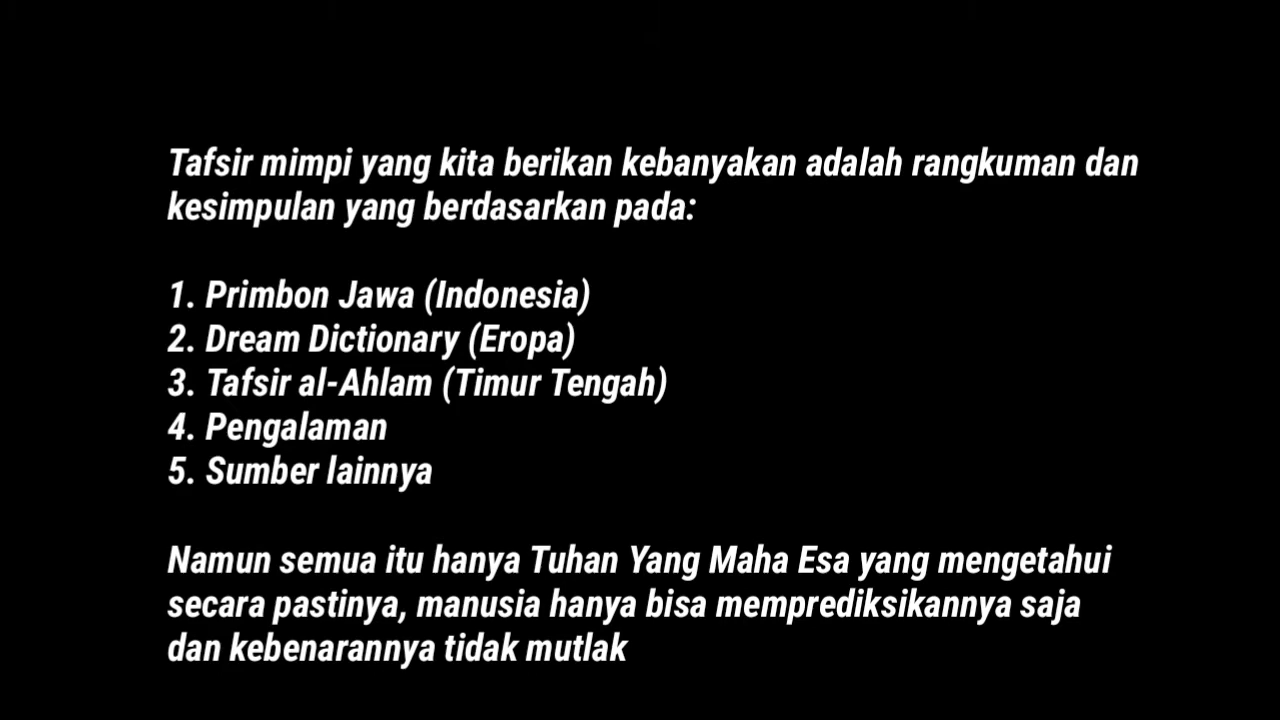 Tafsir mimpi yang kita berikan kebanyakan adalah rangkuman dan
kesimpulan yang berdasarkan pada:
1. Primbon Jawa (Indonesia)
2. Dream Dictionary (Eropa)
3. Tafsir al-Ahlam (Timur Tengah)
4. Pengalaman
5. Sumber lainnya
Namun semua itu hanya Tuhan Yang Maha Esa yang mengetahui
secara pastinya, manusia hanya bisa memprediksikannya saja
dan kebenarannya tidak mutlak